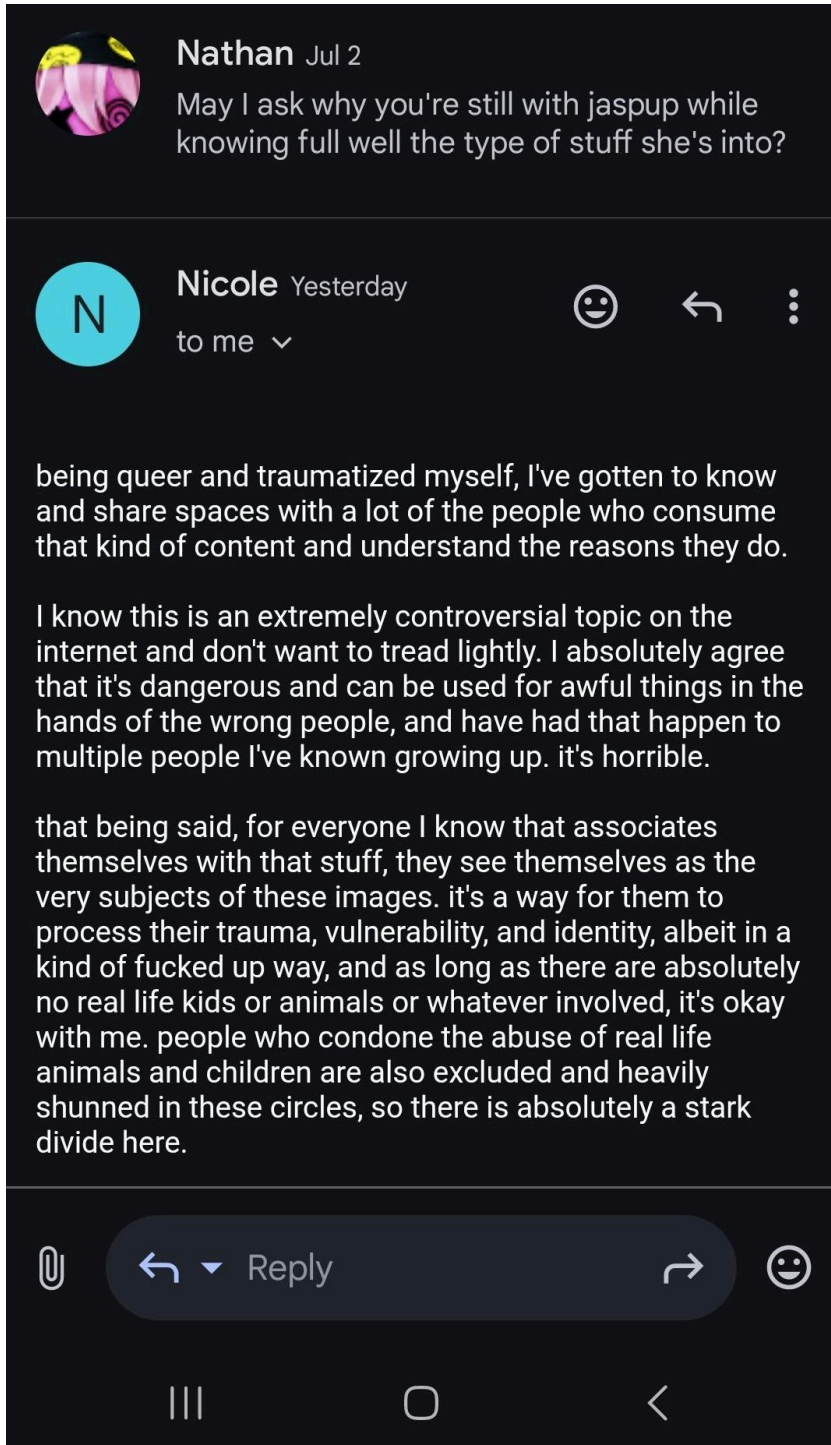 Nathan Jul 2
May I ask why you're still with jaspup while
knowing full well the type of stuff she's into?
N
Nicole Yesterday
to me
being queer and traumatized myself, I've gotten to know
and share spaces with a lot of the people who consume
that kind of content and understand the reasons they do.
I know this is an extremely controversial topic on the
internet and don't want to tread lightly. I absolutely agree
that it's dangerous and can be used for awful things in the
hands of the wrong people, and have had that happen to
multiple people I've known growing up. it's horrible.
that being said, for everyone I know that associates
themselves with that stuff, they see themselves as the
very subjects of these images. it's a way for them to
process their trauma, vulnerability, and identity, albeit in a
kind of fucked up way, and as long as there are absolutely
no real life kids or animals or whatever involved, it's okay
with me. people who condone the abuse of real life
animals and children are also excluded and heavily
shunned in these circles, so there is absolutely a stark
divide here.
Reply